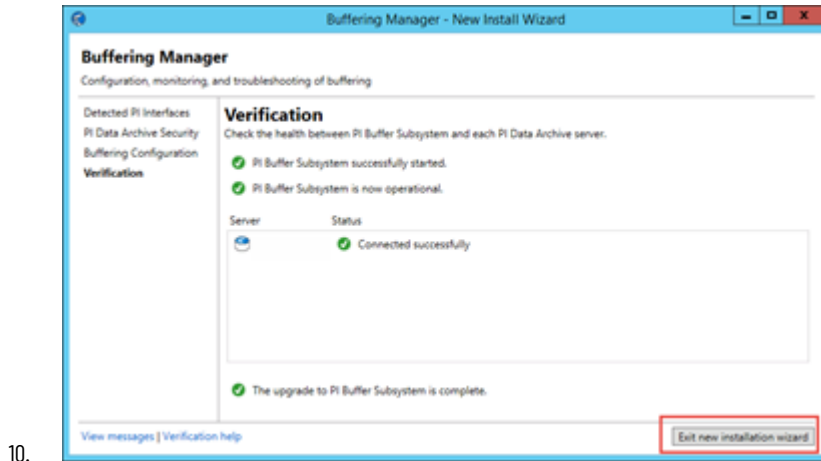 Buffering Manager - New Install Wizard
Buffering Manager
Configuration, monitoring, and troubleshooting of buffering
Detected PI Interfaces
PI Data Archive Security
Buffering Configuration
Verification
Verification
Check the health between PI Buffer Subsystem and each PI Data Archive server.
PI Buffer Subsystem successfully started.
PI Buffer Subsystem is now operational.
Server Status
Connected successfully
The upgrade to PI Buffer Subsystem is complete.
View messages | Verification help
Exit new installation wizard
10.